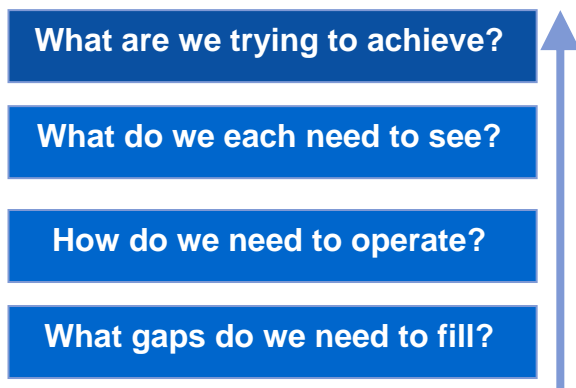 What are we trying to achieve?
What do we each need to see?
How do we need to operate?
What gaps do we need to fill?